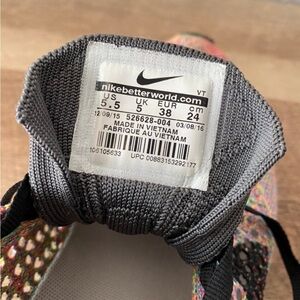 VT
nikebetterworld.com
US UK EUR cm
5.5 5 38 24
12/09/15 526628-004 03/08/16
MADE IN VIETNAM
FABRIQUE AU VIETNAM
UPC 00883153292177